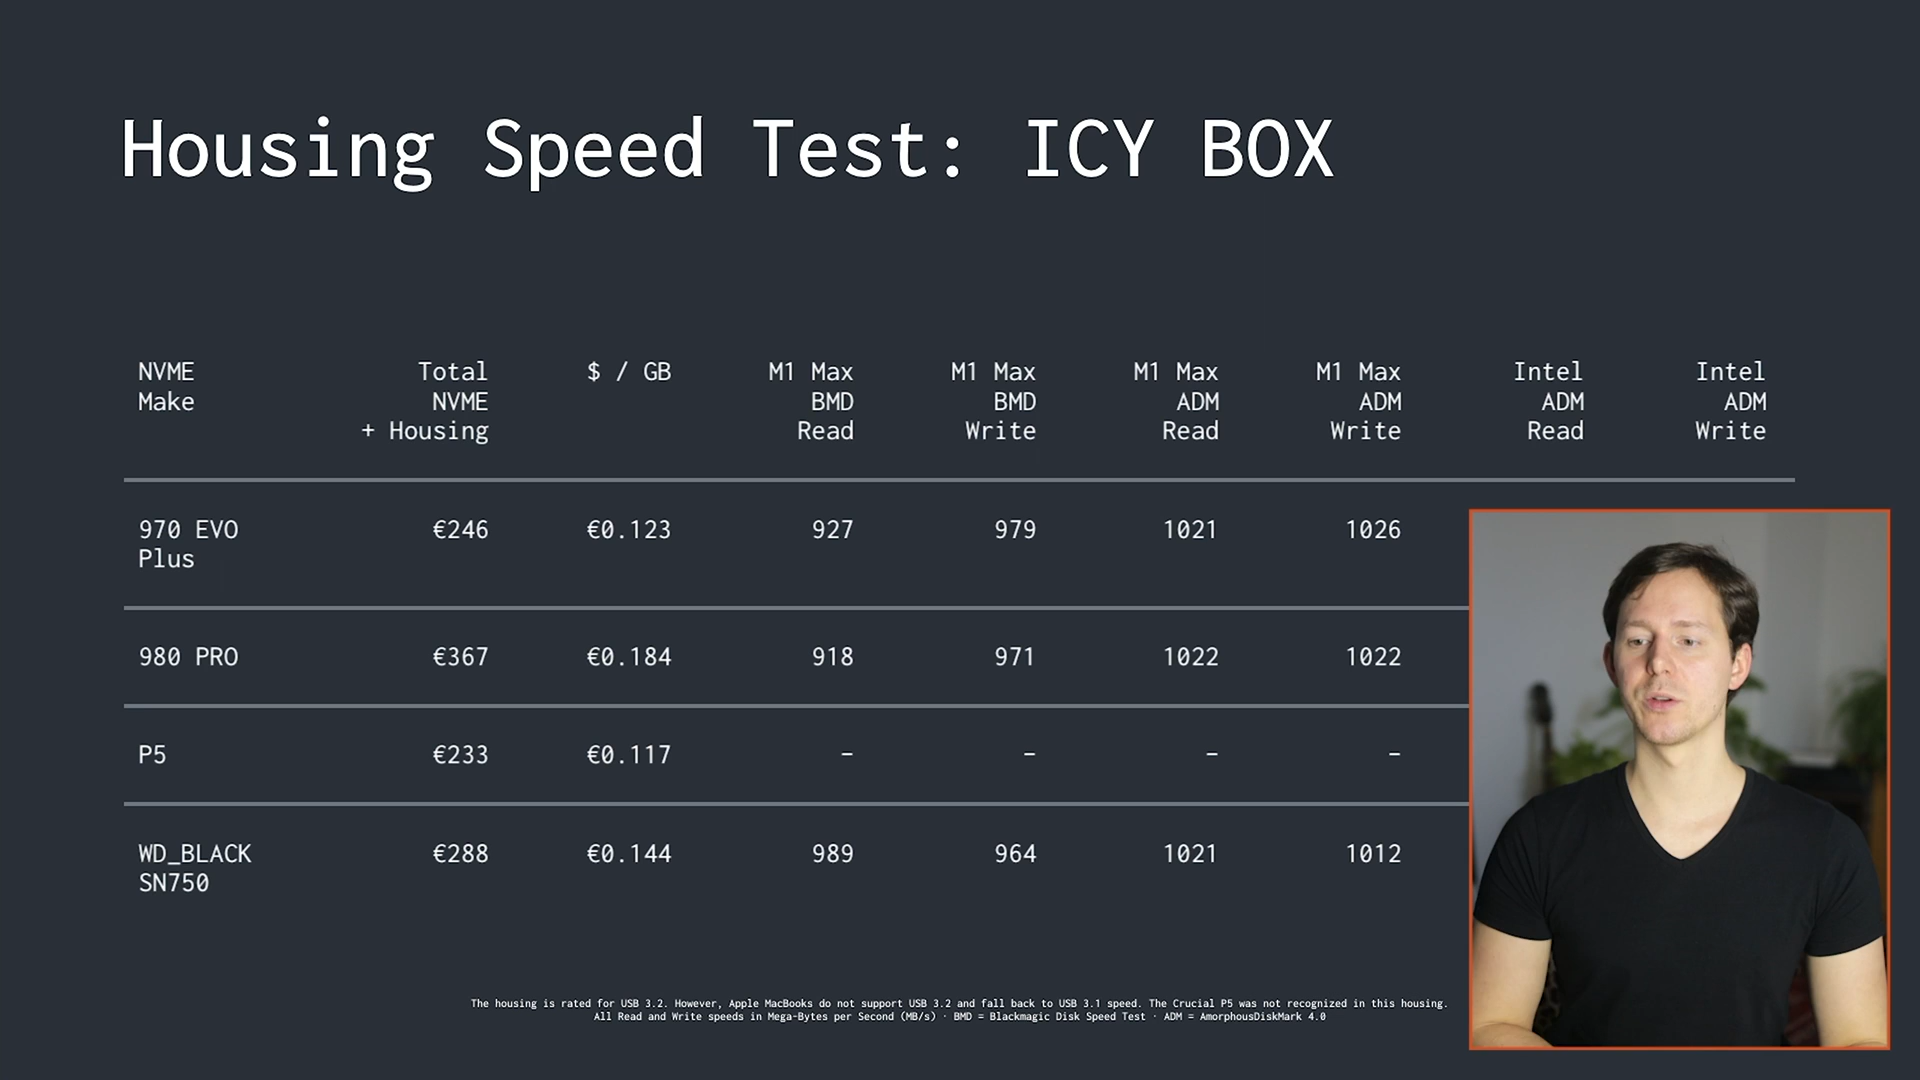 Housing Speed Test: ICY BOX
NVME Make
Total NVME + Housing
$ / GB
M1 Max BMD Read
M1 Max BMD Write
M1 Max ADM Read
M1 Max ADM Write
Intel ADM Read
Intel ADM Write
970 EVO Plus €246 €0.123 927 979 1021 1026
980 PRO €367 €0.184 918 971 1022 1022
P5 €233 €0.117 – – – –
WD_BLACK SN750 €288 €0.144 989 964 1021 1012
The housing is rated for USB 3.2. However, Apple MacBooks do not support USB 3.2 and fall back to USB 3.1 speed. The Crucial P5 was not recognized in this housing.
All Read and Write speeds in Mega-Bytes per Second (MB/s) · BMD = Blackmagic Disk Speed Test · ADM = AmorphousDiskMark 4.0